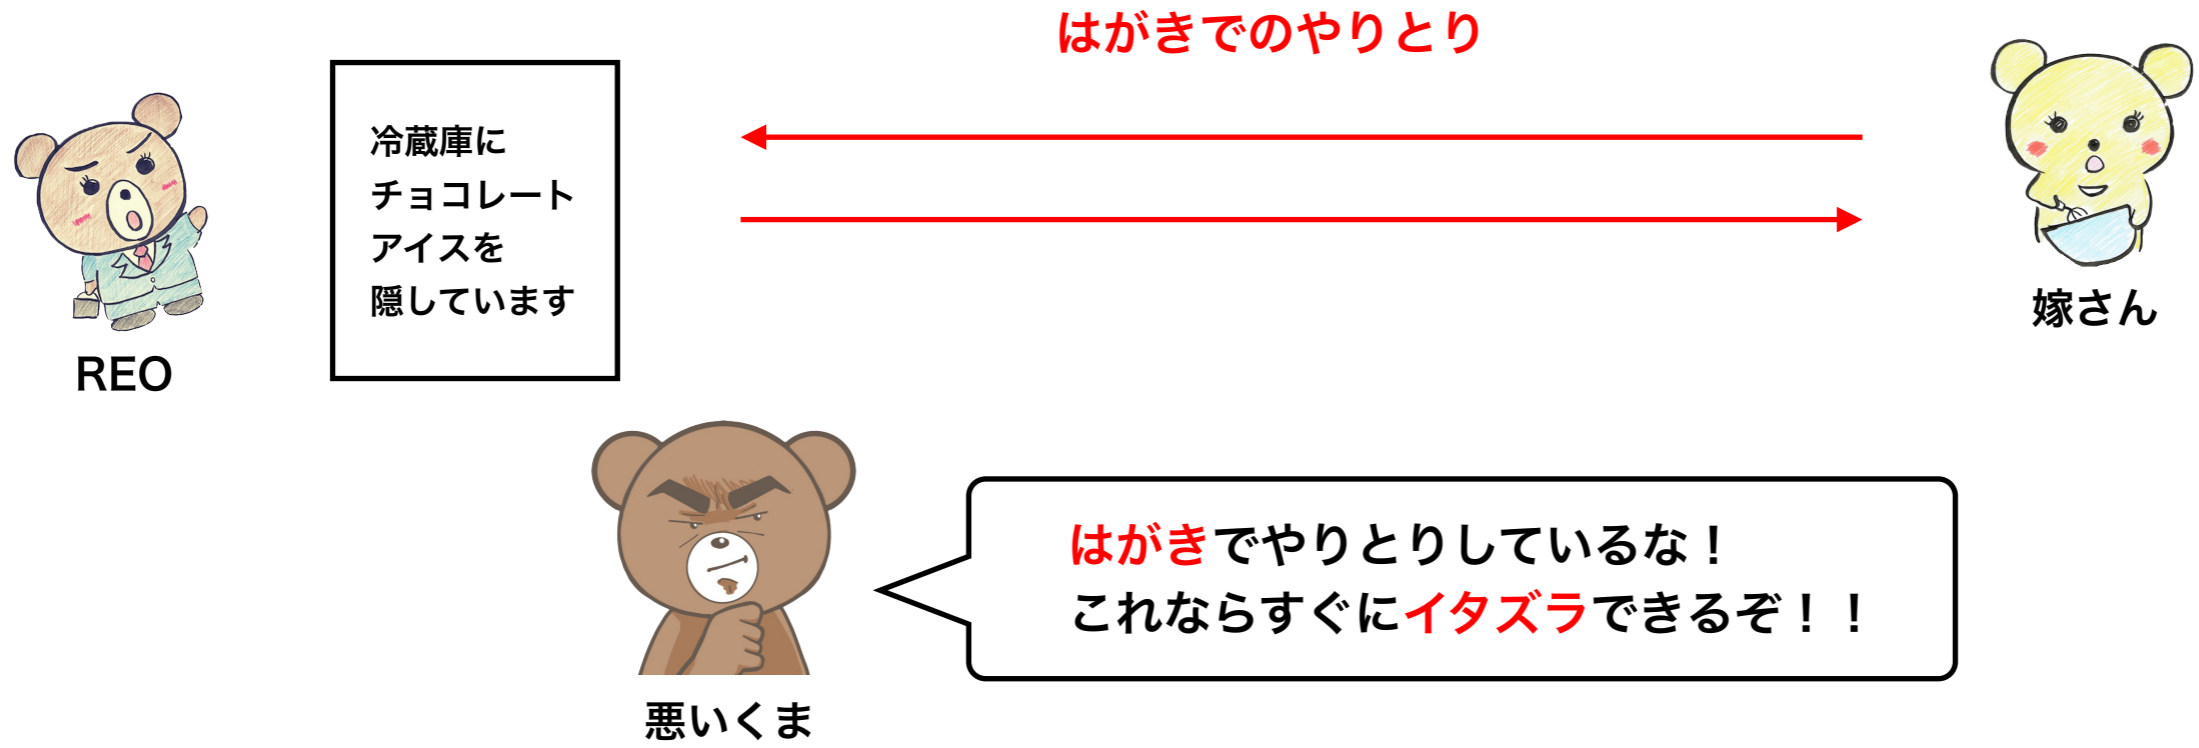 はがきでのやりとり
冷蔵庫に
チョコレート
アイスを
隠しています
REO
嫁さん
はがきでやりとりしているな！
これならすぐにイタズラできるぞ！！
悪いくま